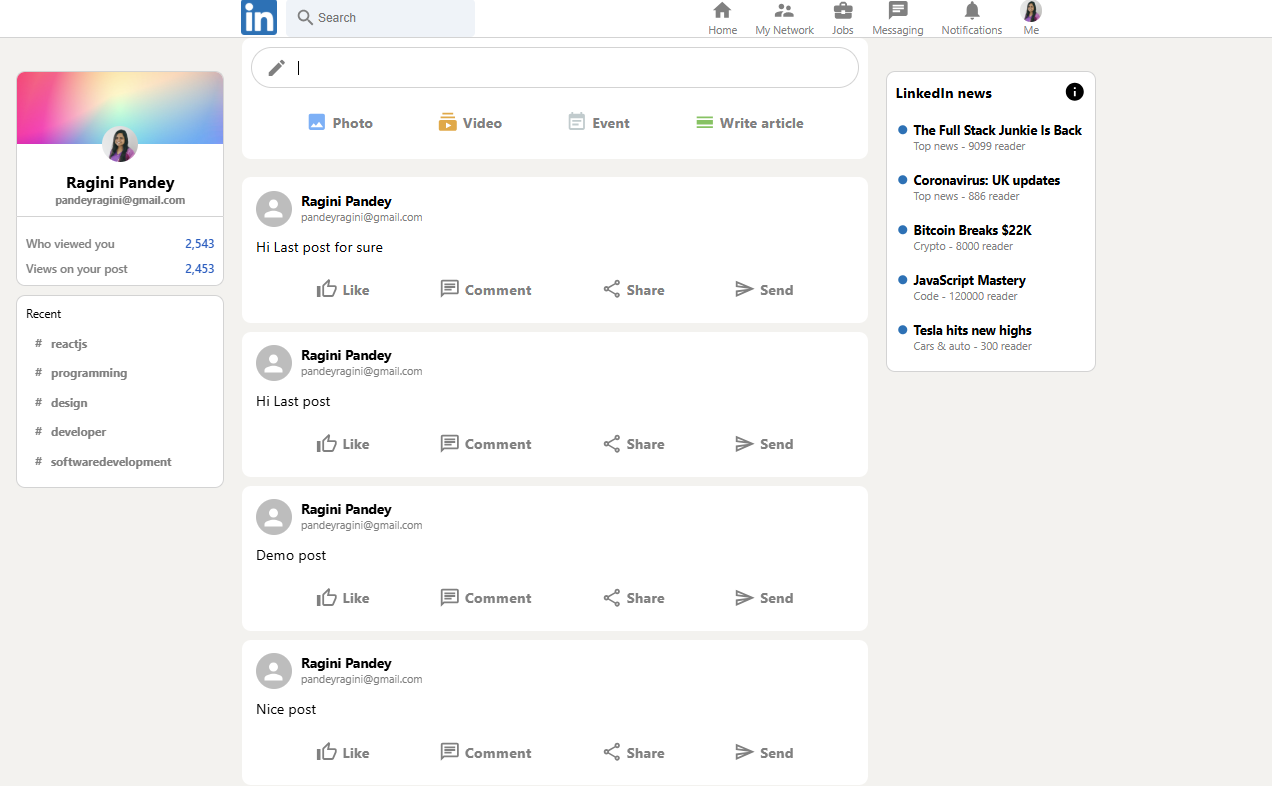 in
Search
Home
My Network
Jobs
Messaging
Notifications
Me
Ragini Pandey
pandeyragini@gmail.com
Who viewed you 2,543
Views on your post 2,453
Recent
# reactjs
# programming
# design
# developer
# softwaredevelopment
Photo
Video
Event
Write article
Ragini Pandey
pandeyragini@gmail.com
Hi Last post for sure
Like Comment Share Send
Ragini Pandey
pandeyragini@gmail.com
Hi Last post
Like Comment Share Send
Ragini Pandey
pandeyragini@gmail.com
Demo post
Like Comment Share Send
Ragini Pandey
pandeyragini@gmail.com
Nice post
Like Comment Share Send
LinkedIn news
The Full Stack Junkie Is Back
Top news - 9099 reader
Coronavirus: UK updates
Top news - 886 reader
Bitcoin Breaks $22K
Crypto - 8000 reader
JavaScript Mastery
Code - 120000 reader
Tesla hits new highs
Cars & auto - 300 reader